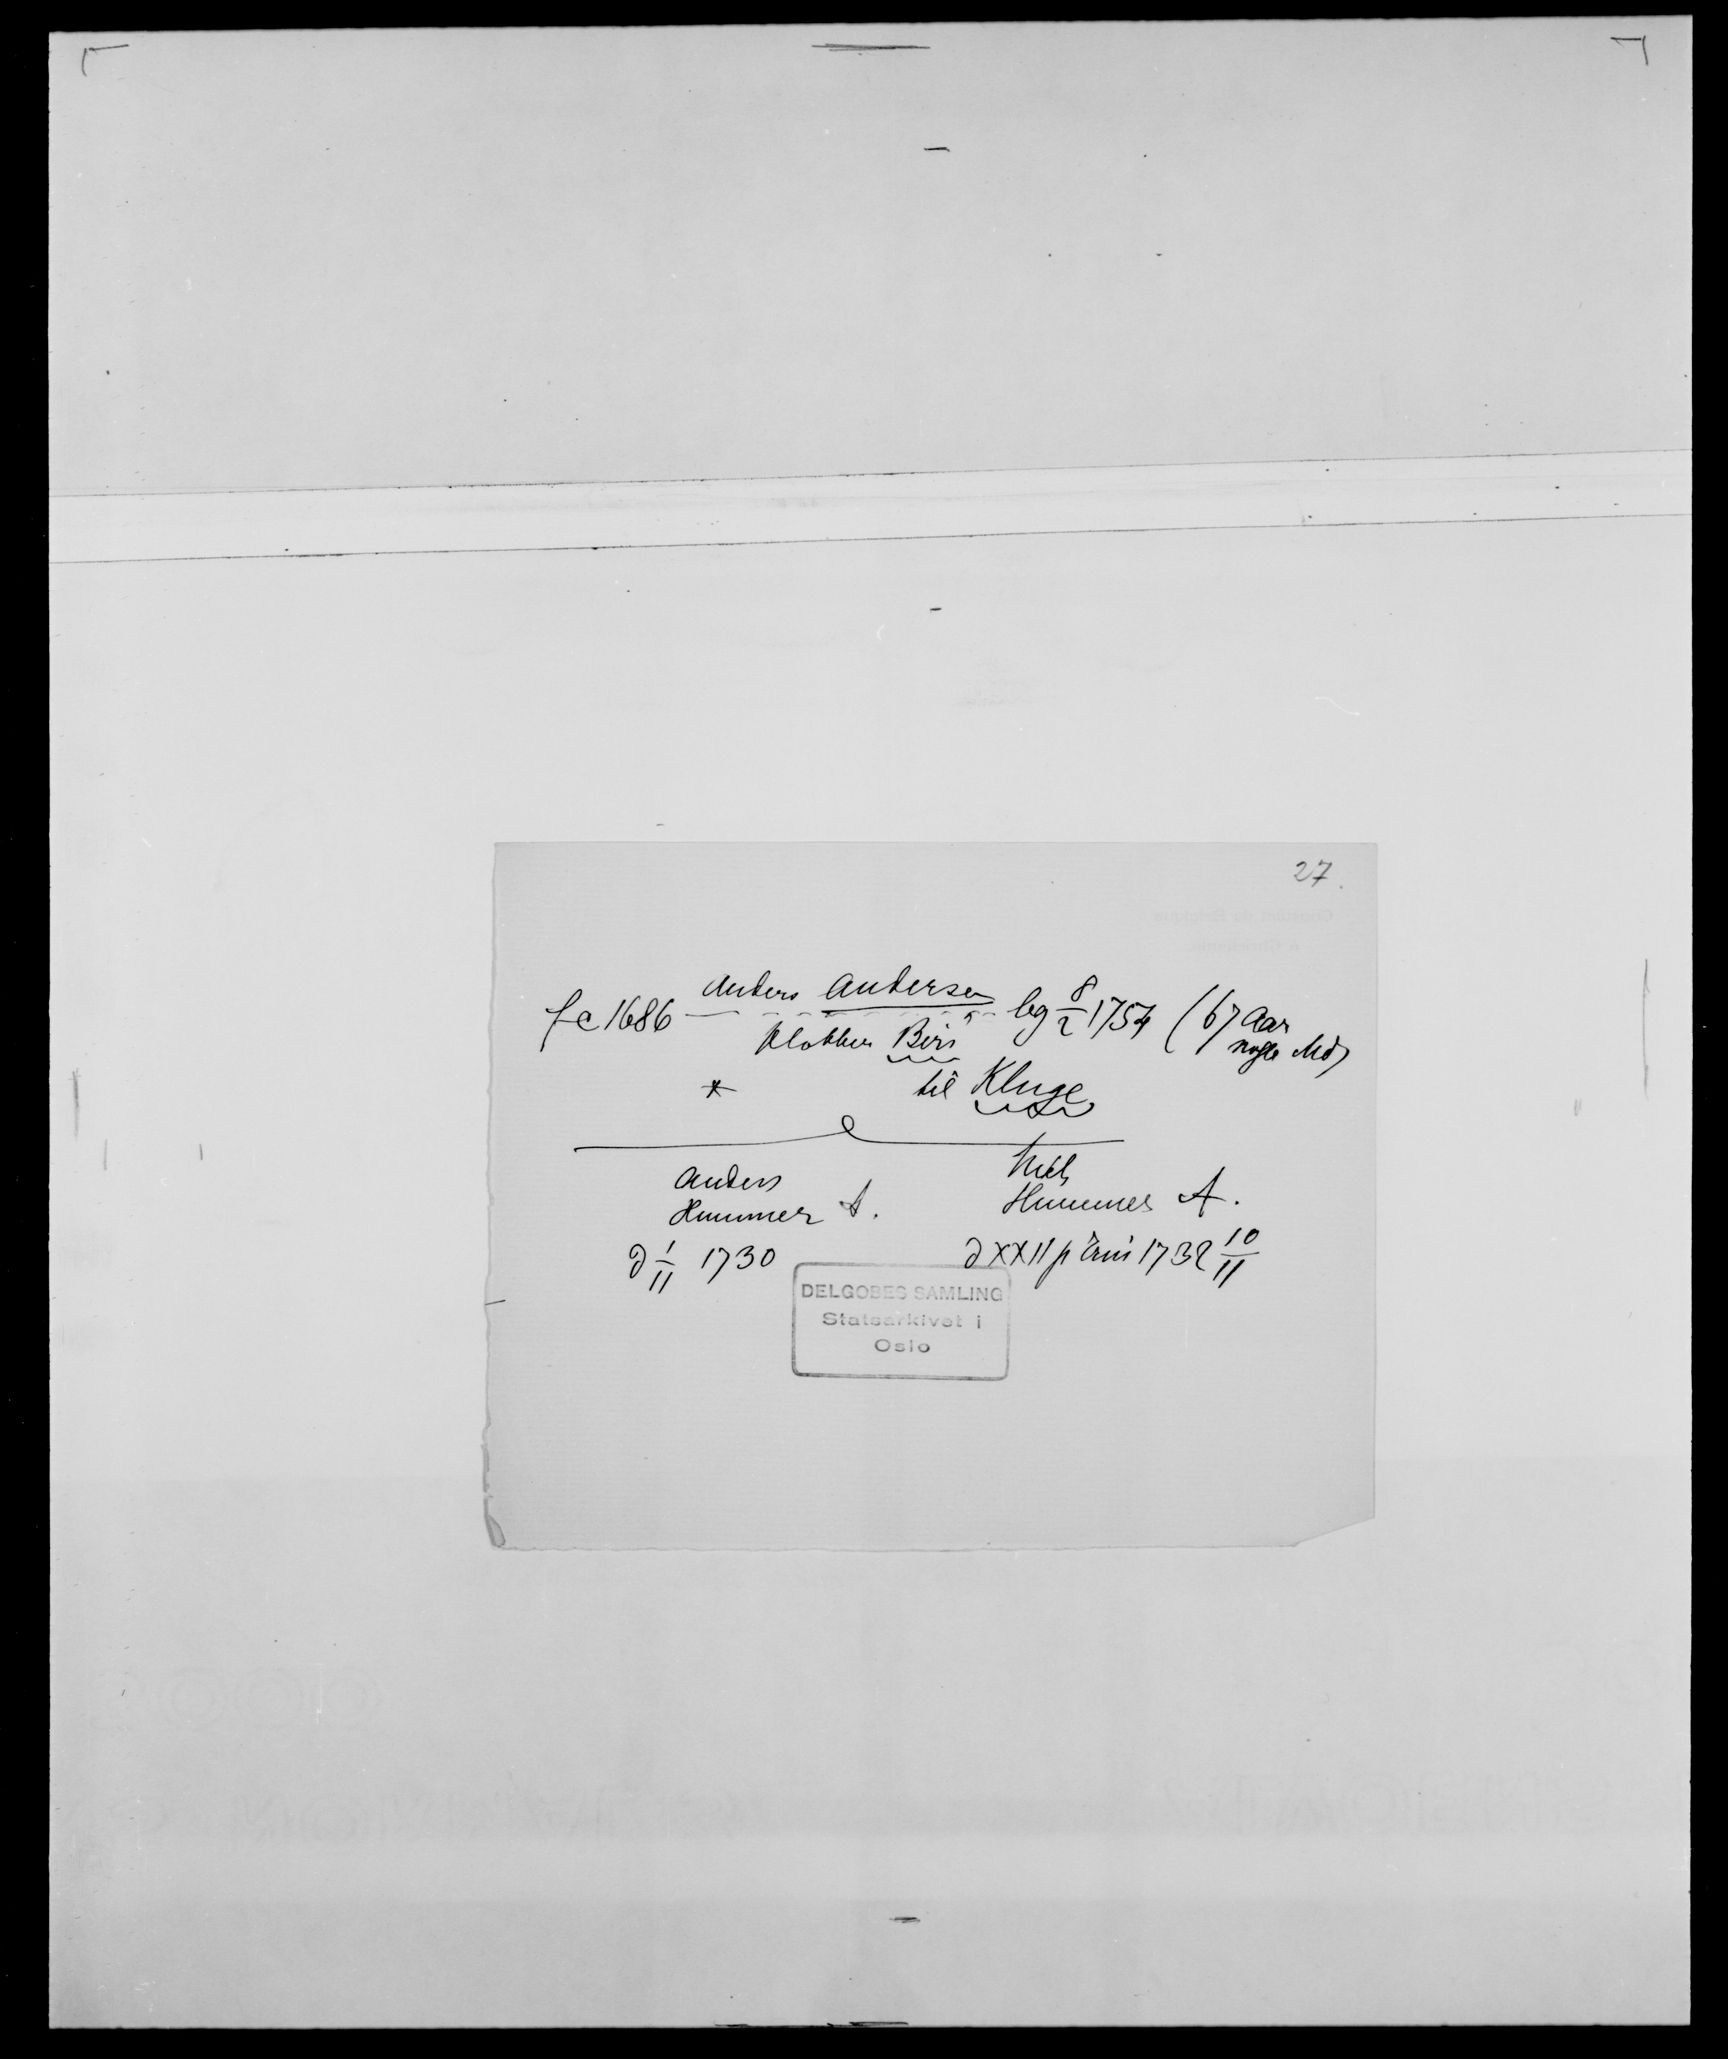 27.
Anders Andersen
f c 1686 beg 8/2 1754 (67 Aar
Klokker Biri nogle Md)
* til Kluge
Anders Niels
Hummer A. Hummer A.
d 1/11 1730 d XXII p Trin 1732 10/11
DELGOBES SAMLING
Statsarkivet i
Oslo